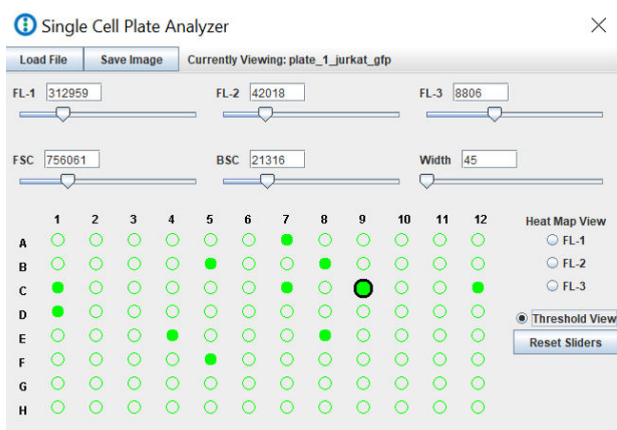 Single Cell Plate Analyzer
Load File Save Image Currently Viewing: plate_1_jurkat_gfp
FL-1 312959 FL-2 42018 FL-3 8806
FSC 756061 BSC 21316 Width 45
1 2 3 4 5 6 7 8 9 10 11 12 Heat Map View
A FL-1
B FL-2
C FL-3
D Threshold View
E Reset Sliders
F
G
H